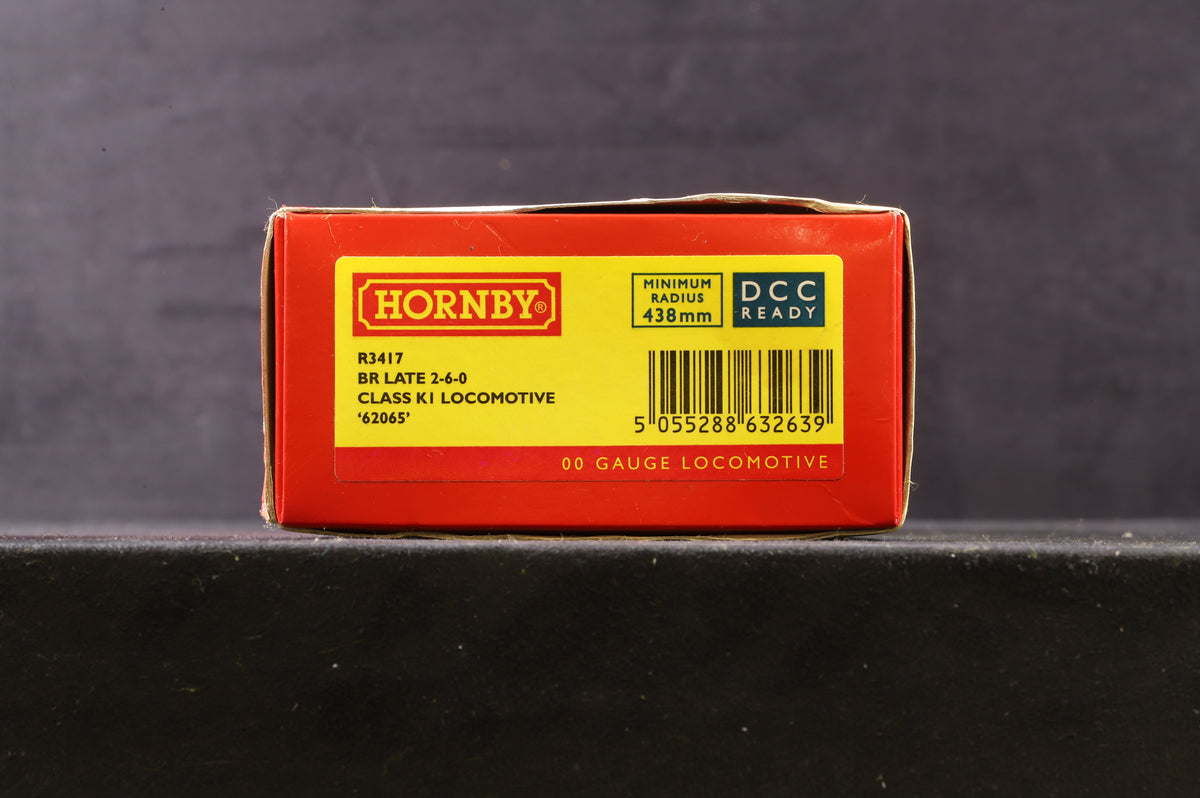 HORNBY®
MINIMUM
RADIUS
438mm
DCC
READY
R3417
BR LATE 2-6-0
CLASS K1 LOCOMOTIVE
‘62065’
5 055288 632639
00 GAUGE LOCOMOTIVE